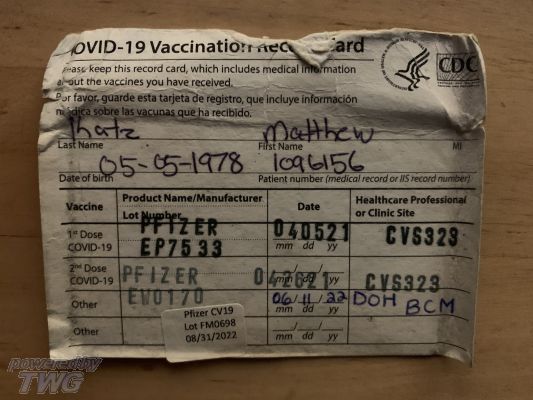 OVID-19 Vaccination Record Card
Please keep this record card, which includes medical information
about the vaccines you have received.
Por favor, guarde esta tarjeta de registro, que incluye información
médica sobre las vacunas que ha recibido.
CDC
Katz Matthew
Last Name First Name MI
05-05-1978 1096156
Date of birth Patient number (medical record or IIS record number)
Vaccine Product Name/Manufacturer Date Healthcare Professional
Lot Number or Clinic Site
1st Dose PFIZER 040521 CVS323
COVID-19 EP7533 mm dd yy
2nd Dose PFIZER 042621 CVS323
COVID-19 mm dd yy
Other EW0170 06/11/22 DOH BCM
mm dd yy
Other Pfizer CV19
Lot FM0698 mm dd yy
08/31/2022
powered by
TWG